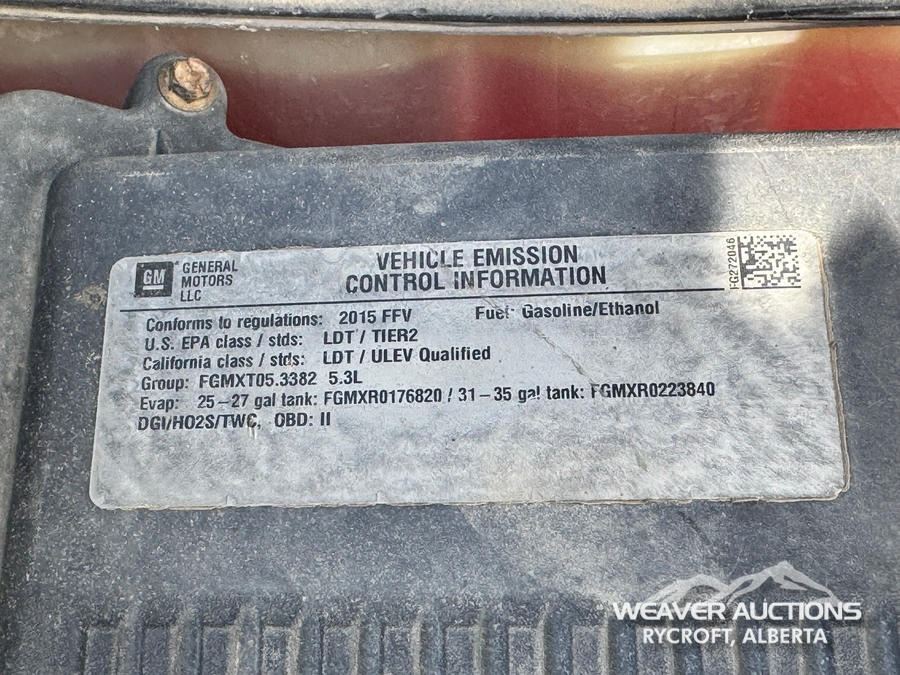 GM GENERAL MOTORS LLC
VEHICLE EMISSION
CONTROL INFORMATION
FG272046
Conforms to regulations: 2015 FFV Fuel: Gasoline/Ethanol
U.S. EPA class / stds: LDT / TIER2
California class / stds: LDT / ULEV Qualified
Group: FGMXT05.3382 5.3L
Evap: 25-27 gal tank: FGMXR0176820 / 31-35 gal tank: FGMXR0223840
DGI/HO2S/TWC, OBD: II
WEAVER AUCTIONS
RYCROFT, ALBERTA